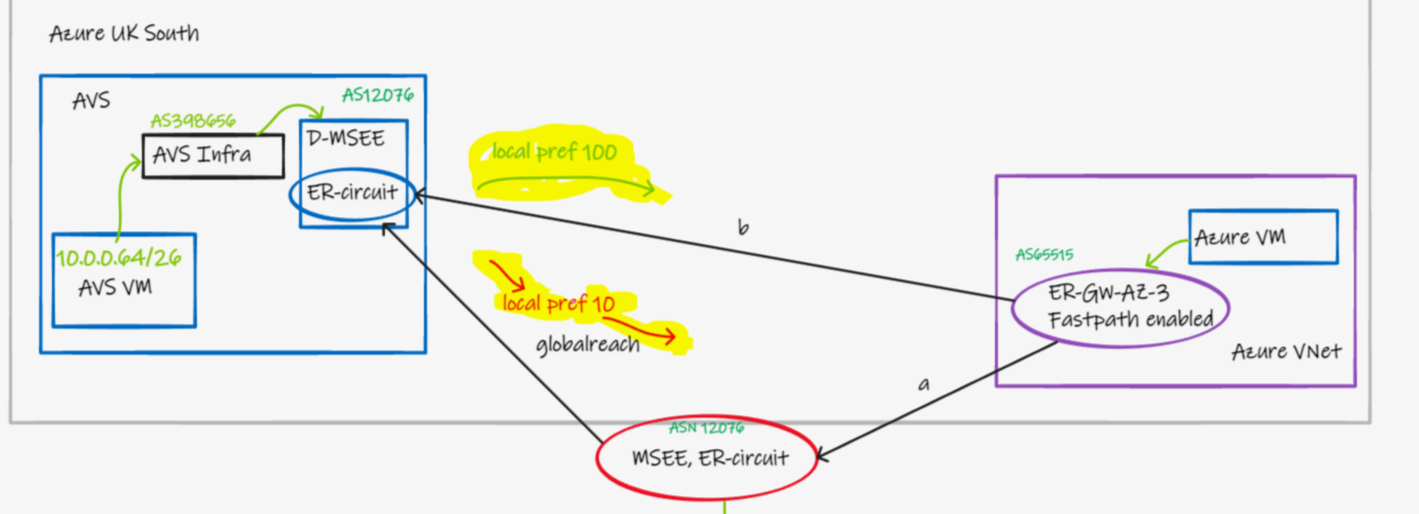 Azure UK South
AVS
AS12076
AS398656
AVS Infra
D-MSEE
ER-circuit
10.0.0.64/26
AVS VM
local pref 100
b
local pref 10
globalreach
a
Azure VM
AS65515
ER-GW-AZ-3
Fastpath enabled
Azure VNet
ASN 12076
MSEE, ER-circuit